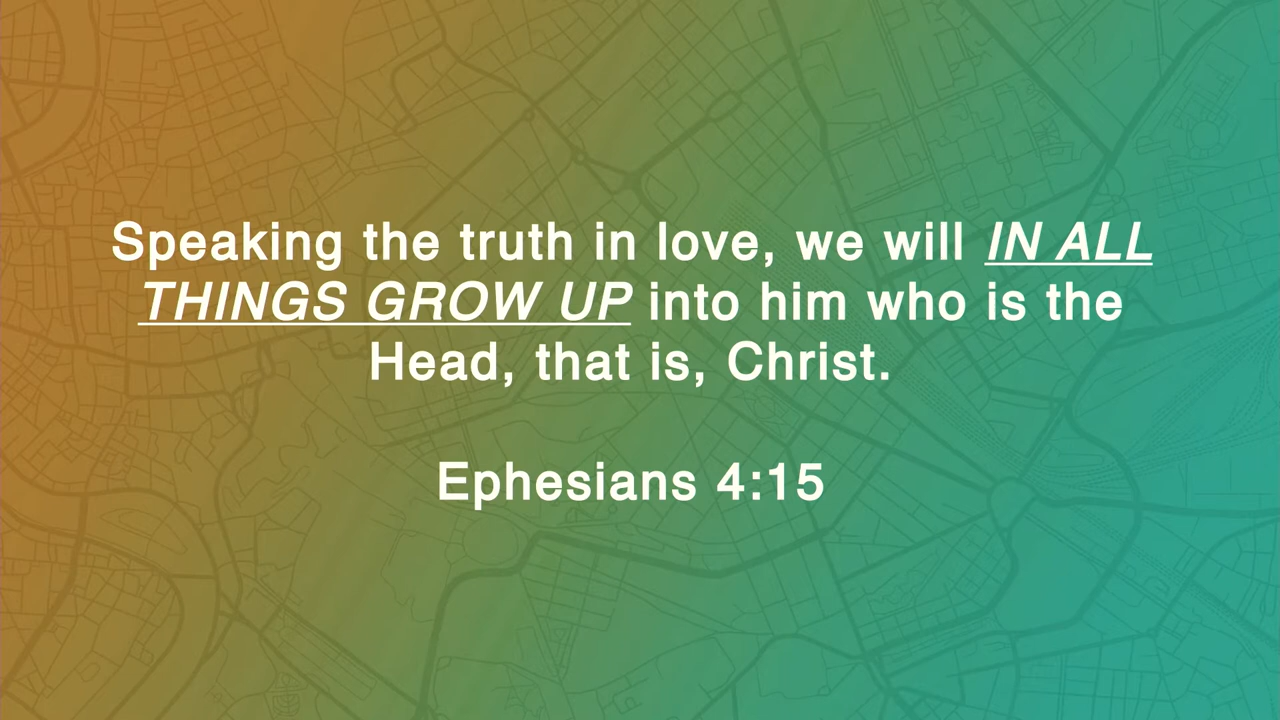 Speaking the truth in love, we will IN ALL
THINGS GROW UP into him who is the
Head, that is, Christ.
Ephesians 4:15